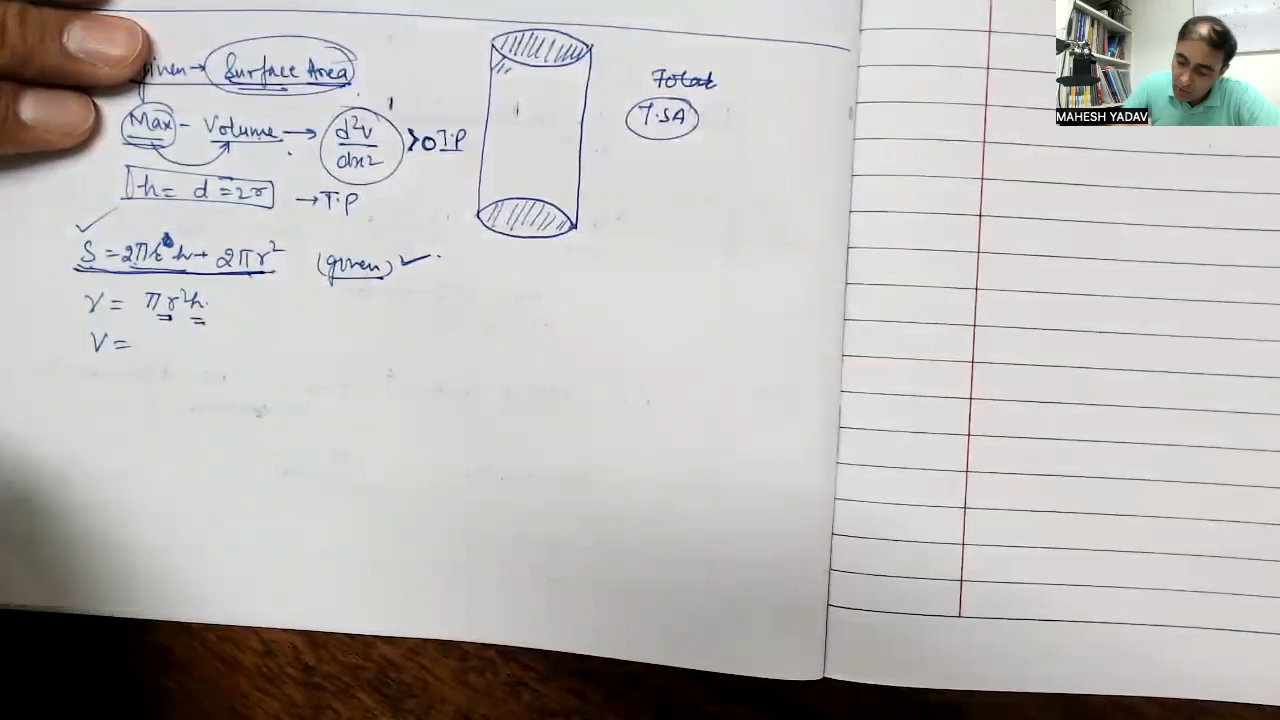 Given → Surface Area
Max - Volume → d²v/dx² >0 T.P
h = d = 2r → T.P
S = 2πrh + 2πr² (given) ✓
V = πr²h.
V =
Total
T.SA
MAHESH YADAV